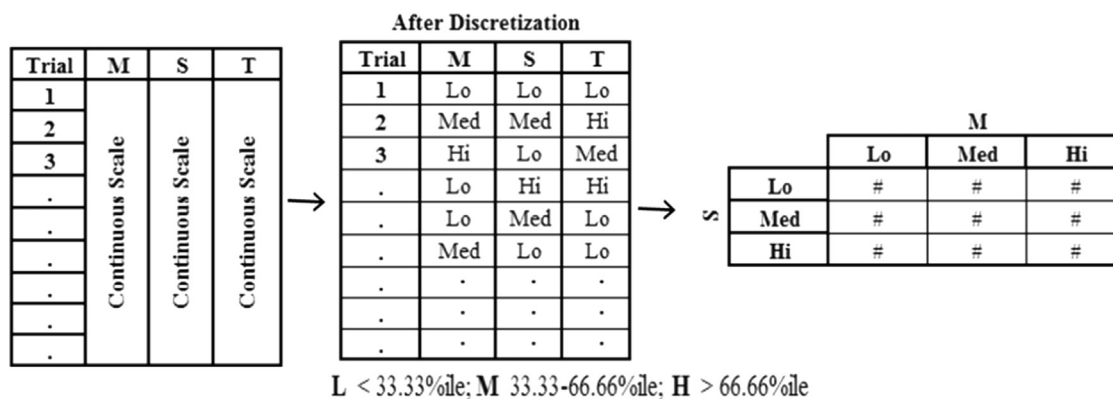 After Discretization
Trial M S T
1
2
3
.
.
.
.
.
.
Continuous Scale
Continuous Scale
Continuous Scale
Trial M S T
1 Lo Lo Lo
2 Med Med Hi
3 Hi Lo Med
. Lo Hi Hi
. Lo Med Lo
. Med Lo Lo
. . . .
. . . .
. . . .
M
Lo Med Hi
S
Lo # # #
Med # # #
Hi # # #
L < 33.33%ile; M 33.33-66.66%ile; H > 66.66%ile